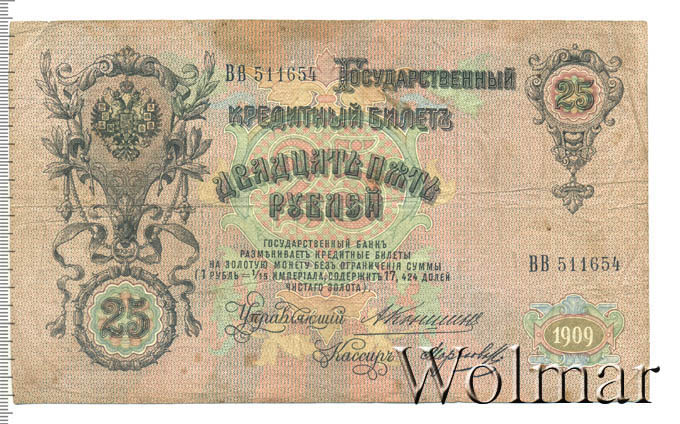 ВВ 511654
Государственный
25
Кредитный Билетъ
Двадцать пять
рублей
Государственный банкъ
размѣниваетъ кредитные билеты
на золотую монету безъ ограниченія суммы
(1 рубль = 1/15 имперіала, содержитъ 17,424 долей
чистаго золота).
ВВ 511654
25
Управляющий
1909
Кассиръ
Wolmar